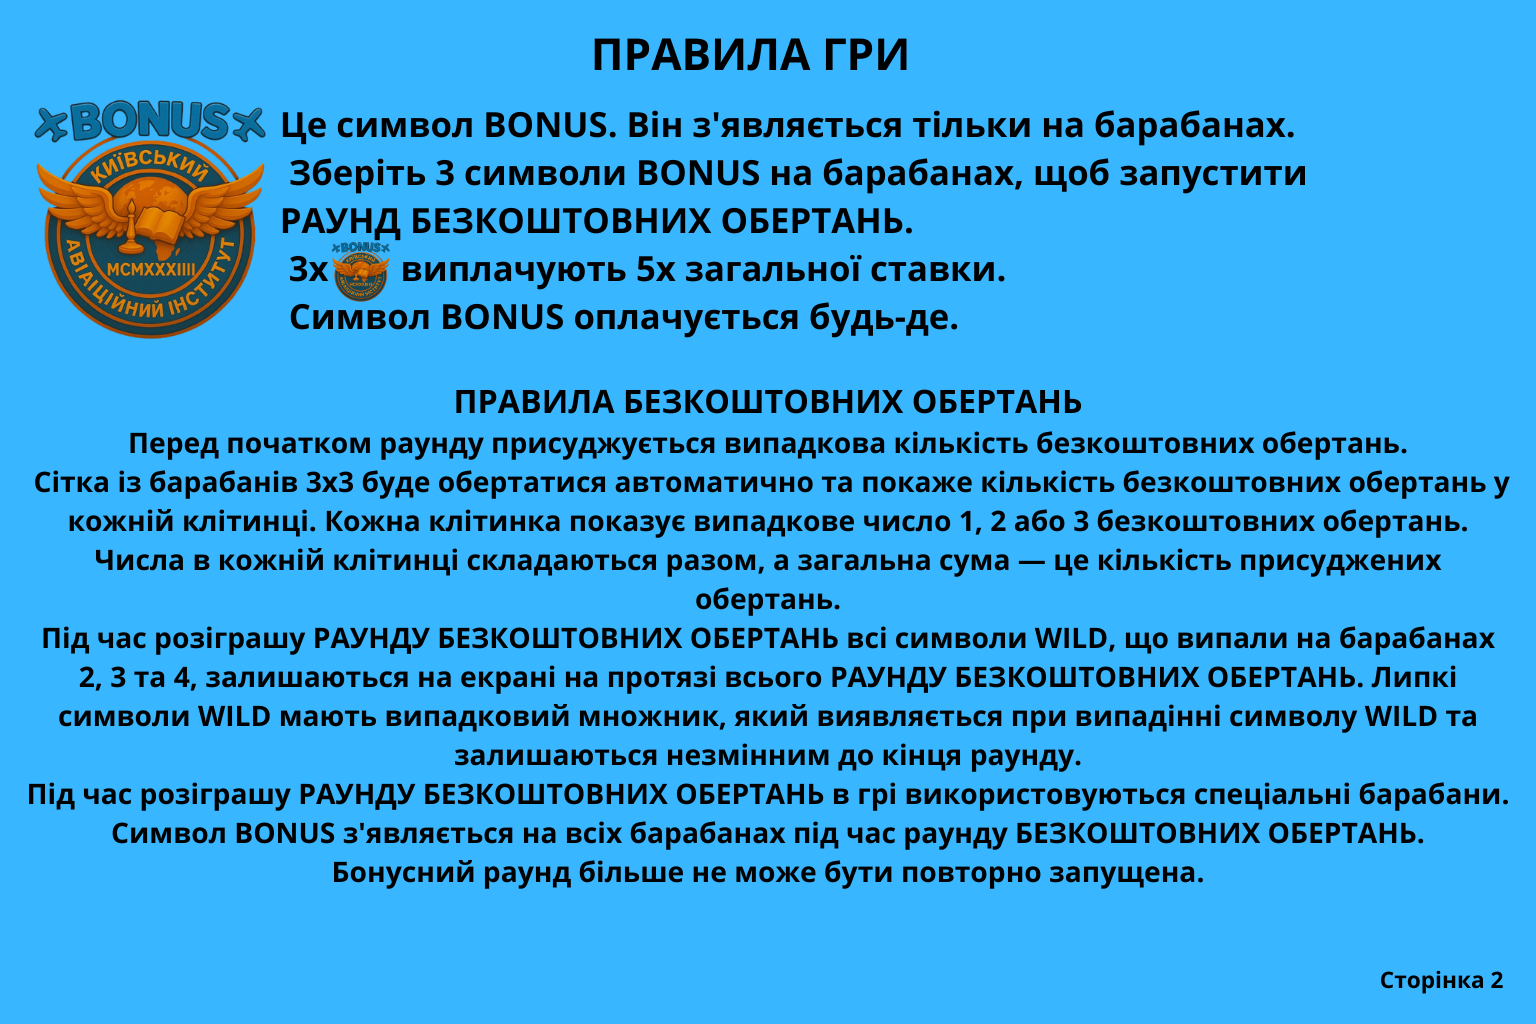 ПРАВИЛА ГРИ
BONUS
КИЇВСЬКИЙ
MCMXXXIIII
АВІАЦІЙНИЙ ІНСТИТУТ
Це символ BONUS. Він з'являється тільки на барабанах.
Зберіть 3 символи BONUS на барабанах, щоб запустити
РАУНД БЕЗКОШТОВНИХ ОБЕРТАНЬ.
3x BONUS виплачують 5x загальної ставки.
Символ BONUS оплачується будь-де.
ПРАВИЛА БЕЗКОШТОВНИХ ОБЕРТАНЬ
Перед початком раунду присуджується випадкова кількість безкоштовних обертань.
Сітка із барабанів 3x3 буде обертатися автоматично та покаже кількість безкоштовних обертань у
кожній клітинці. Кожна клітинка показує випадкове число 1, 2 або 3 безкоштовних обертань.
Числа в кожній клітинці складаються разом, а загальна сума — це кількість присуджених
обертань.
Під час розіграшу РАУНДУ БЕЗКОШТОВНИХ ОБЕРТАНЬ всі символи WILD, що випали на барабанах
2, 3 та 4, залишаються на екрані на протязі всього РАУНДУ БЕЗКОШТОВНИХ ОБЕРТАНЬ. Липкі
символи WILD мають випадковий множник, який виявляється при випадінні символу WILD та
залишаються незмінним до кінця раунду.
Під час розіграшу РАУНДУ БЕЗКОШТОВНИХ ОБЕРТАНЬ в грі використовуються спеціальні барабани.
Символ BONUS з'являється на всіх барабанах під час раунду БЕЗКОШТОВНИХ ОБЕРТАНЬ.
Бонусний раунд більше не може бути повторно запущена.
Сторінка 2